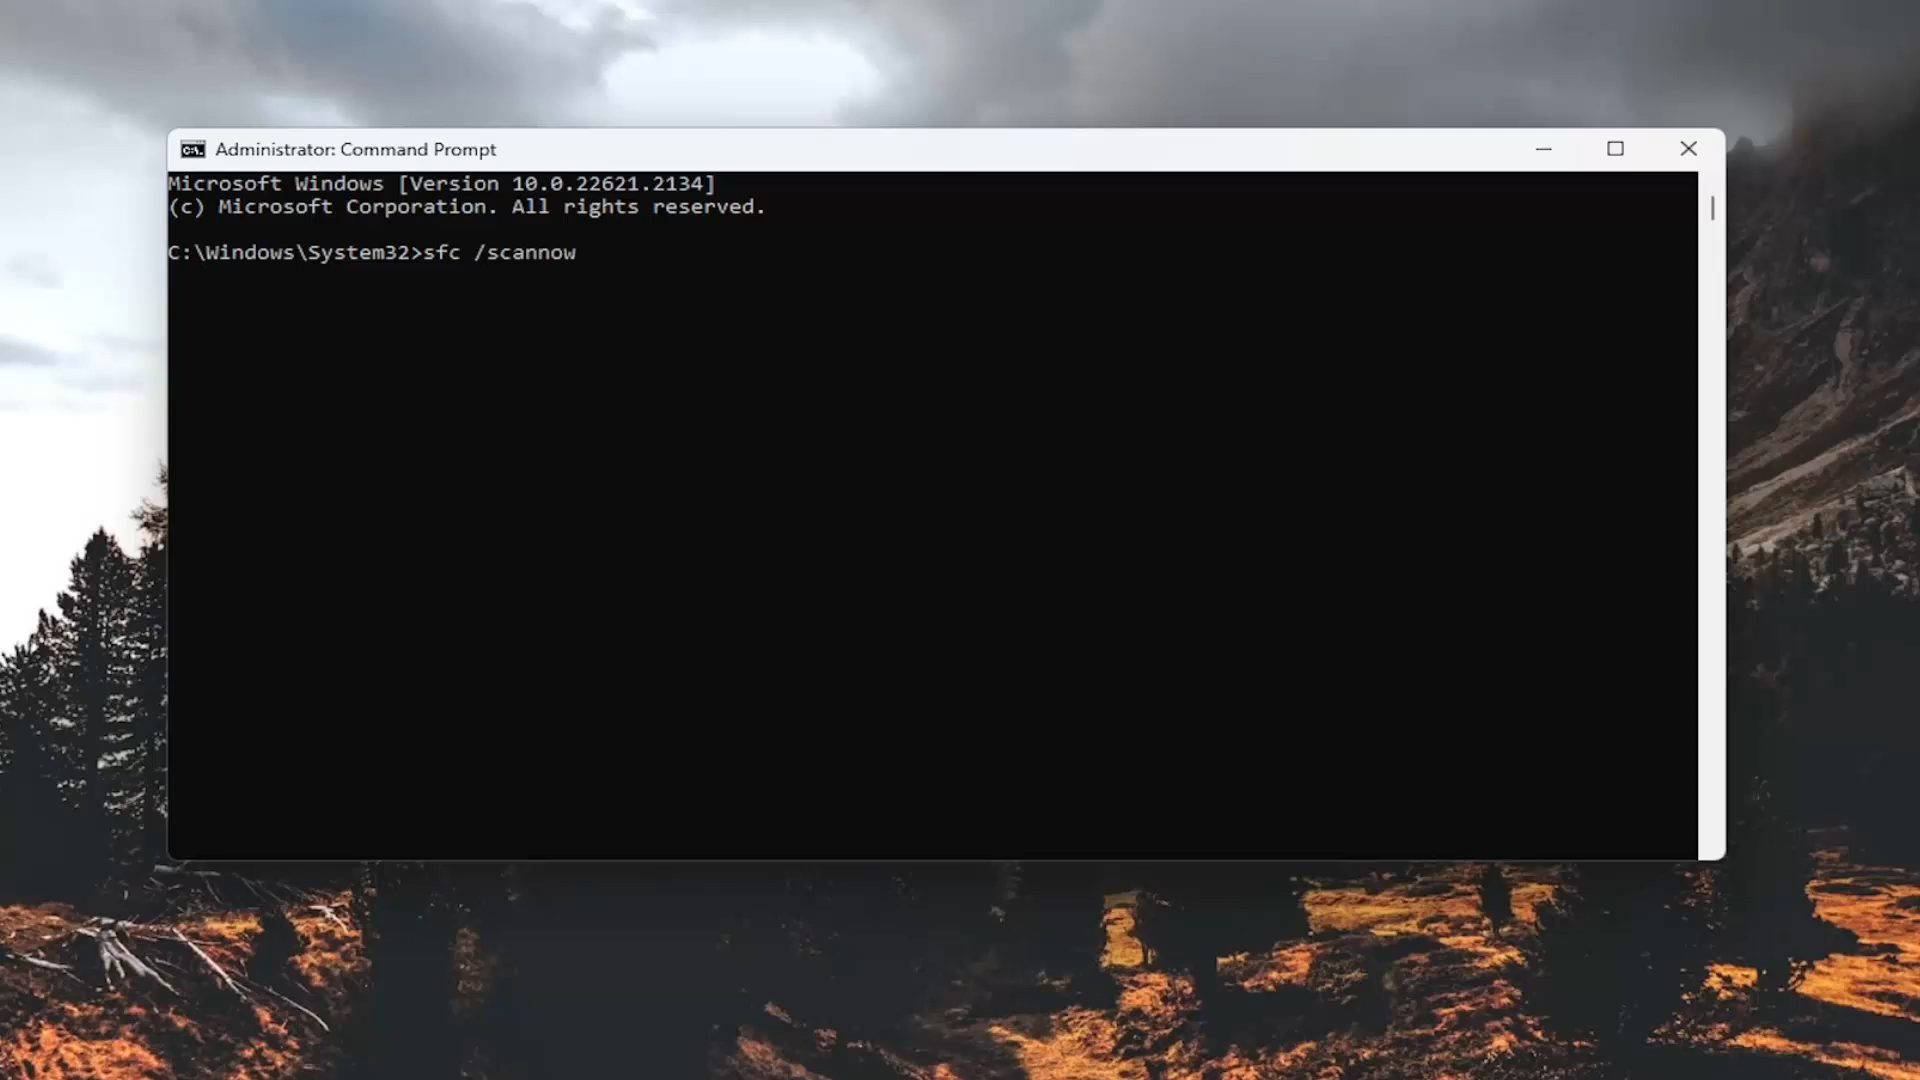 Administrator: Command Prompt
Microsoft Windows [Version 10.0.22621.2134]
(c) Microsoft Corporation. All rights reserved.
C:\Windows\System32>sfc /scannow